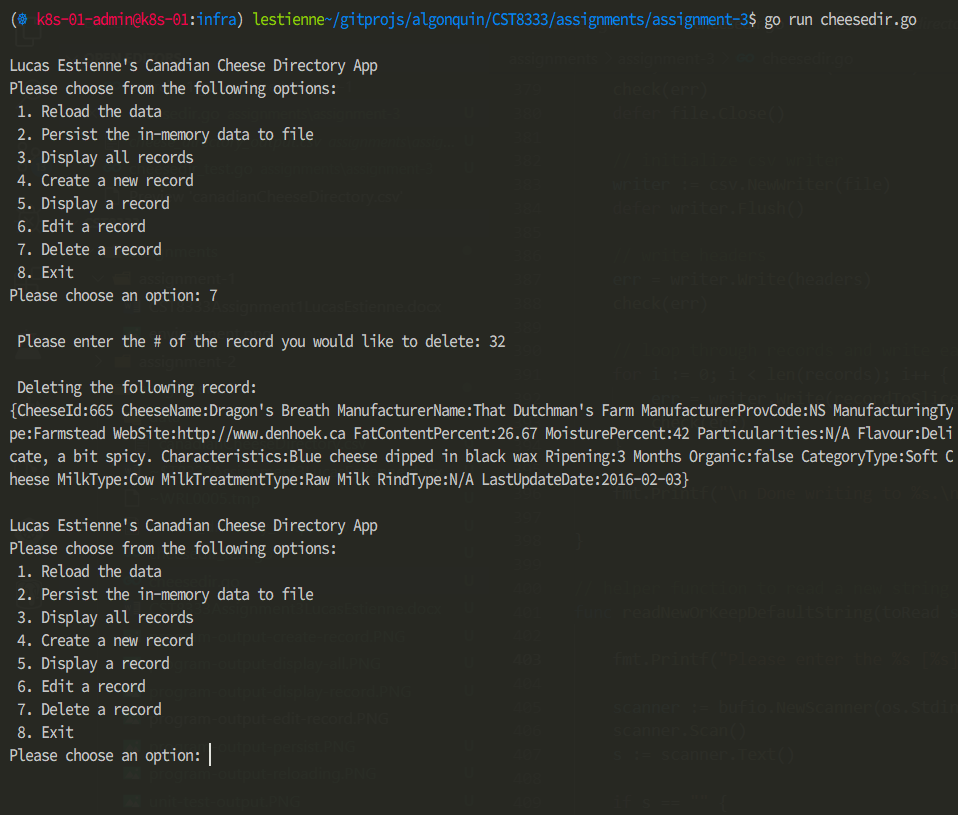 (☸ k8s-01-admin@k8s-01:infra) lestienne~/gitprojs/algonquin/CST8333/assignments/assignment-3$ go run cheesedir.go
Lucas Estienne's Canadian Cheese Directory App
Please choose from the following options:
1. Reload the data
2. Persist the in-memory data to file
3. Display all records
4. Create a new record
5. Display a record
6. Edit a record
7. Delete a record
8. Exit
Please choose an option: 7
Please enter the # of the record you would like to delete: 32
Deleting the following record:
{CheeseId:665 CheeseName:Dragon's Breath ManufacturerName:That Dutchman's Farm ManufacturerProvCode:NS ManufacturingTy
pe:Farmstead WebSite:http://www.denhoek.ca FatContentPercent:26.67 MoisturePercent:42 Particularities:N/A Flavour:Deli
cate, a bit spicy. Characteristics:Blue cheese dipped in black wax Ripening:3 Months Organic:false CategoryType:Soft C
heese MilkType:Cow MilkTreatmentType:Raw Milk RindType:N/A LastUpdateDate:2016-02-03}
Lucas Estienne's Canadian Cheese Directory App
Please choose from the following options:
1. Reload the data
2. Persist the in-memory data to file
3. Display all records
4. Create a new record
5. Display a record
6. Edit a record
7. Delete a record
8. Exit
Please choose an option: